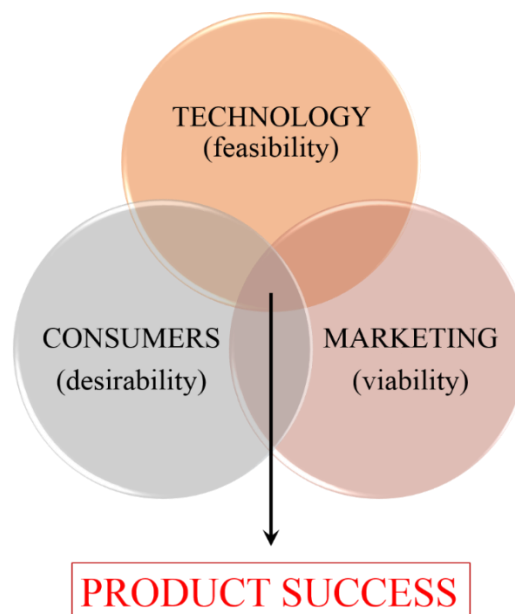 TECHNOLOGY
(feasibility)
CONSUMERS
(desirability)
MARKETING
(viability)
PRODUCT SUCCESS